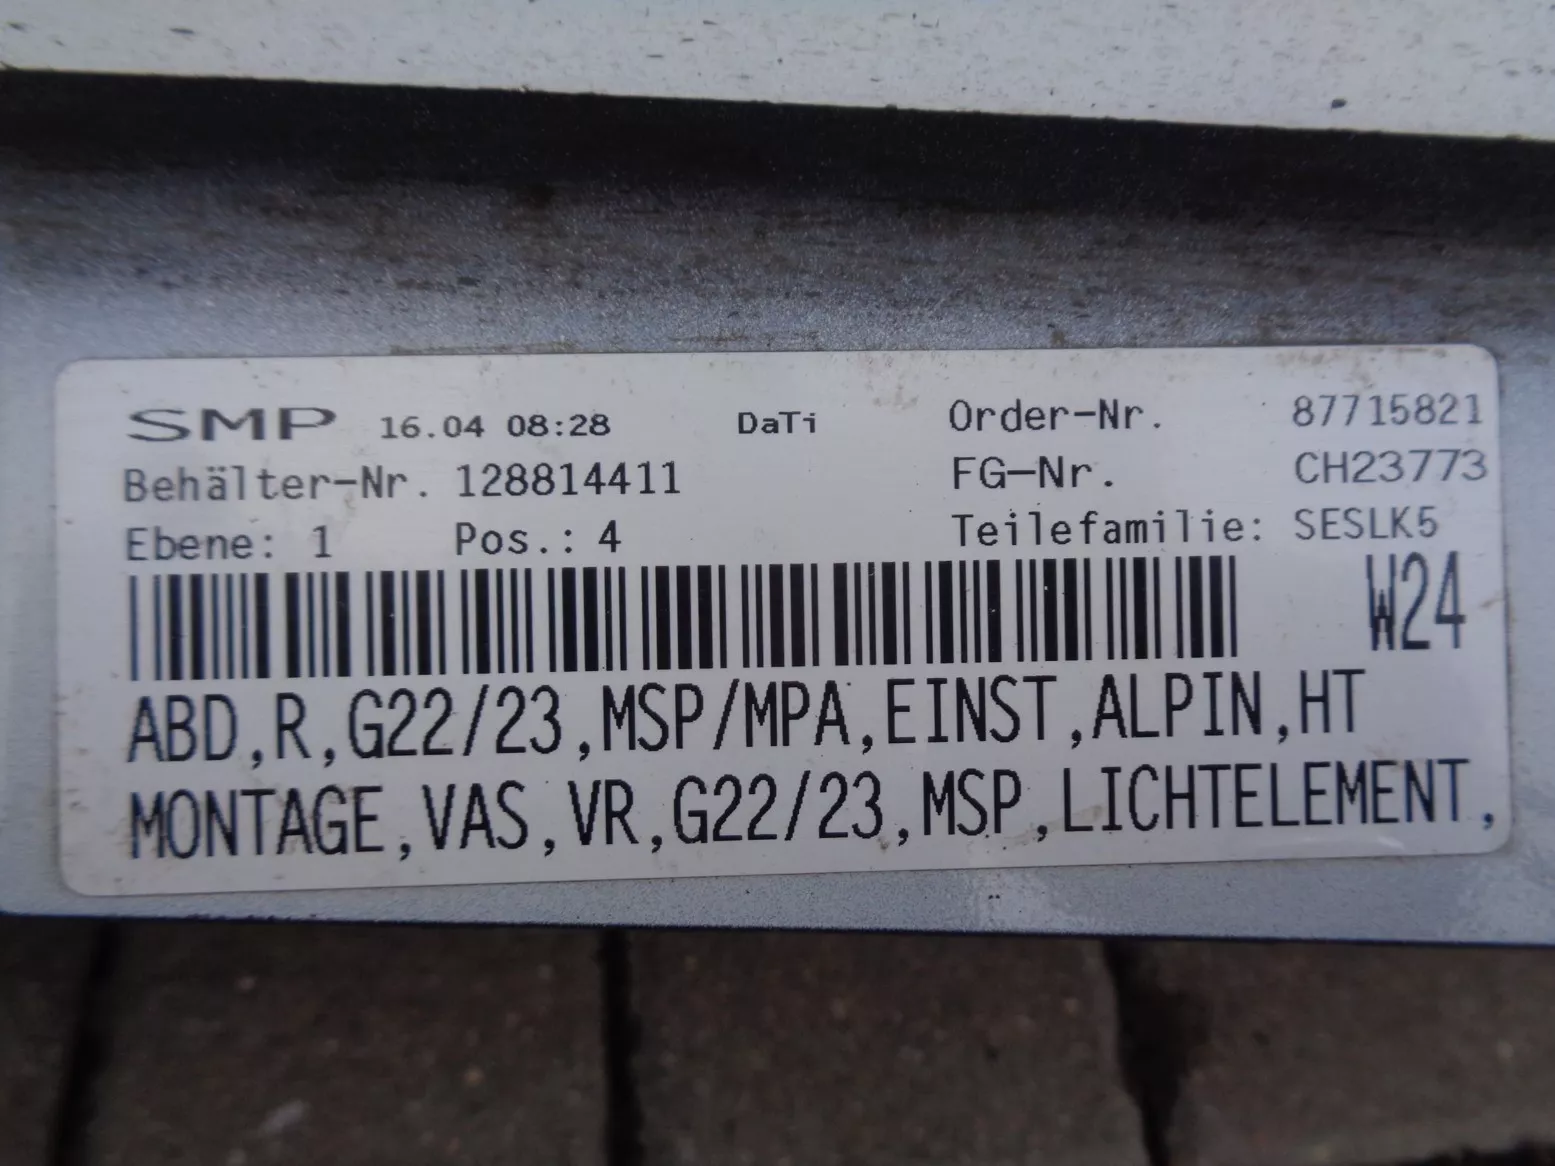 SMP 16.04 08:28 DaTi Order-Nr. 87715821
Behälter-Nr. 128814411 FG-Nr. CH23773
Ebene: 1 Pos.: 4 Teilefamilie: SESLK5
W24
ABD,R,G22/23,MSP/MPA,EINST,ALPIN,HT
MONTAGE,VAS,VR,G22/23,MSP,LICHTELEMENT,